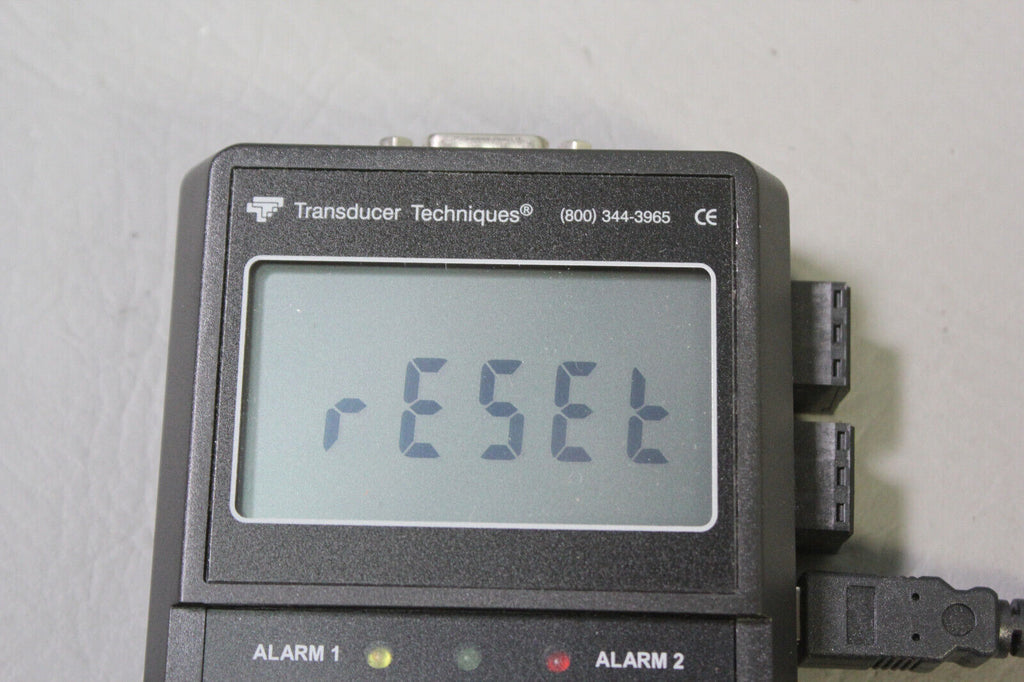 Transducer Techniques® (800) 344-3965 CE
rESEt
ALARM 1 ALARM 2